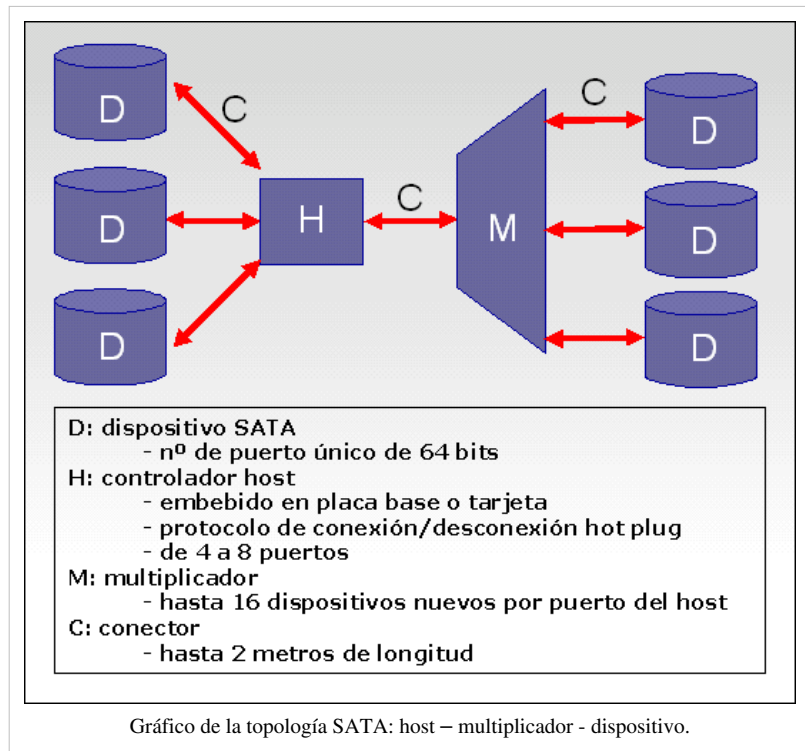 D
C
D
D
H
C
M
C
D
D
D
D: dispositivo SATA
- nº de puerto único de 64 bits
H: controlador host
- embebido en placa base o tarjeta
- protocolo de conexión/desconexión hot plug
- de 4 a 8 puertos
M: multiplicador
- hasta 16 dispositivos nuevos por puerto del host
C: conector
- hasta 2 metros de longitud
Gráfico de la topología SATA: host – multiplicador - dispositivo.